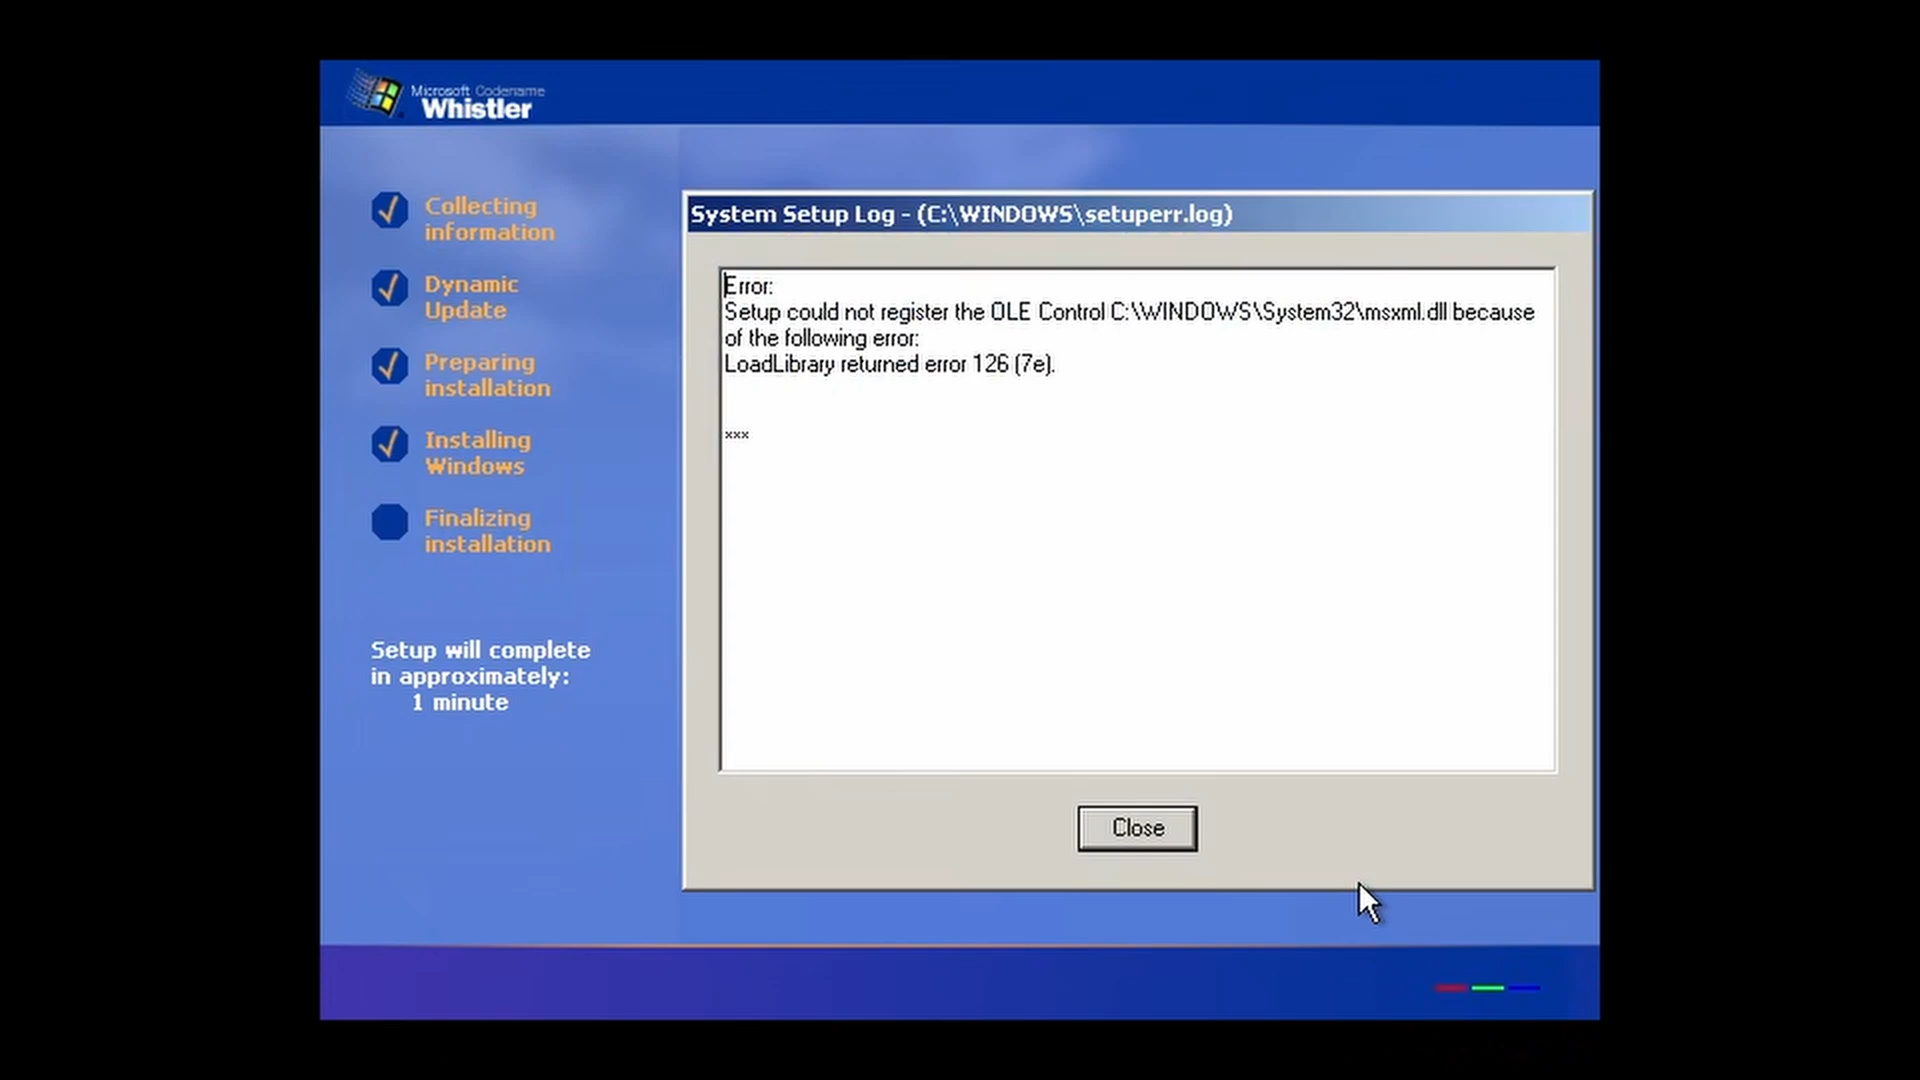 Microsoft Codename
Whistler
Collecting
information
Dynamic
Update
Preparing
installation
Installing
Windows
Finalizing
installation
Setup will complete
in approximately:
1 minute
System Setup Log - (C:\WINDOWS\setuperr.log)
Error:
Setup could not register the OLE Control C:\WINDOWS\System32\msxml.dll because
of the following error:
LoadLibrary returned error 126 (7e).
***
Close